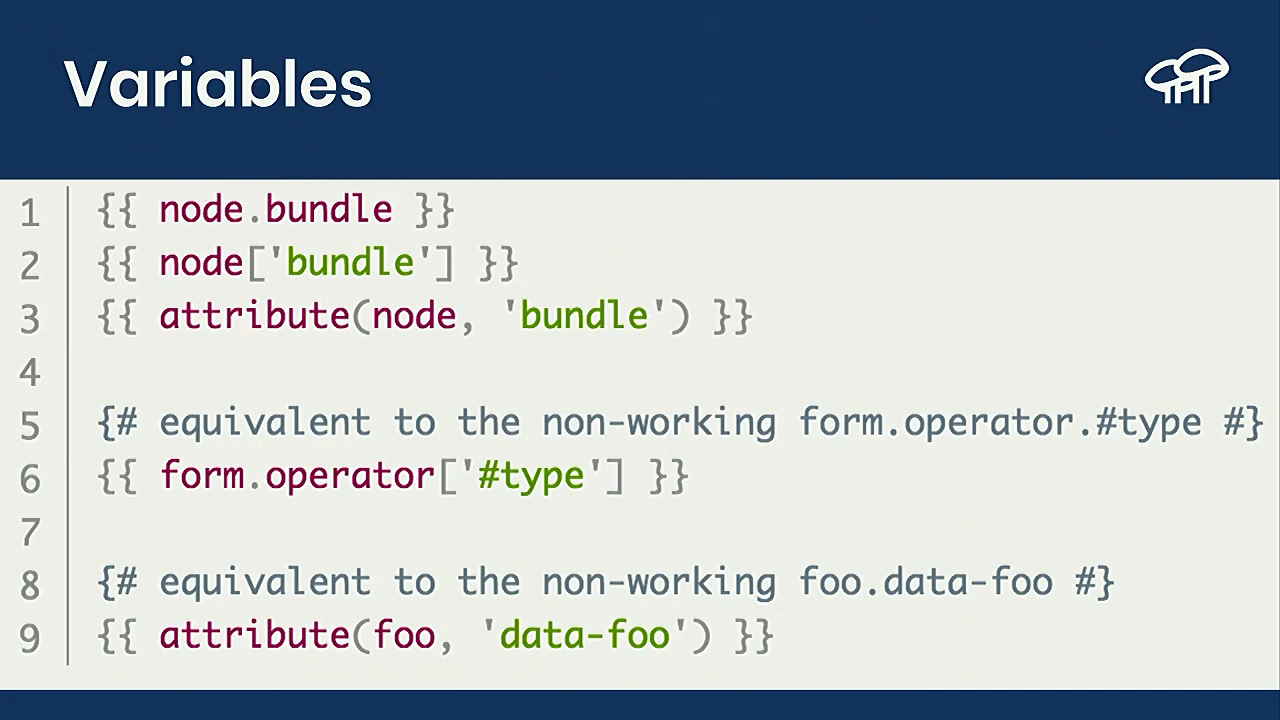 Variables
1 {{ node.bundle }}
2 {{ node['bundle'] }}
3 {{ attribute(node, 'bundle') }}
4
5 {# equivalent to the non-working form.operator.#type #}
6 {{ form.operator['#type'] }}
7
8 {# equivalent to the non-working foo.data-foo #}
9 {{ attribute(foo, 'data-foo') }}